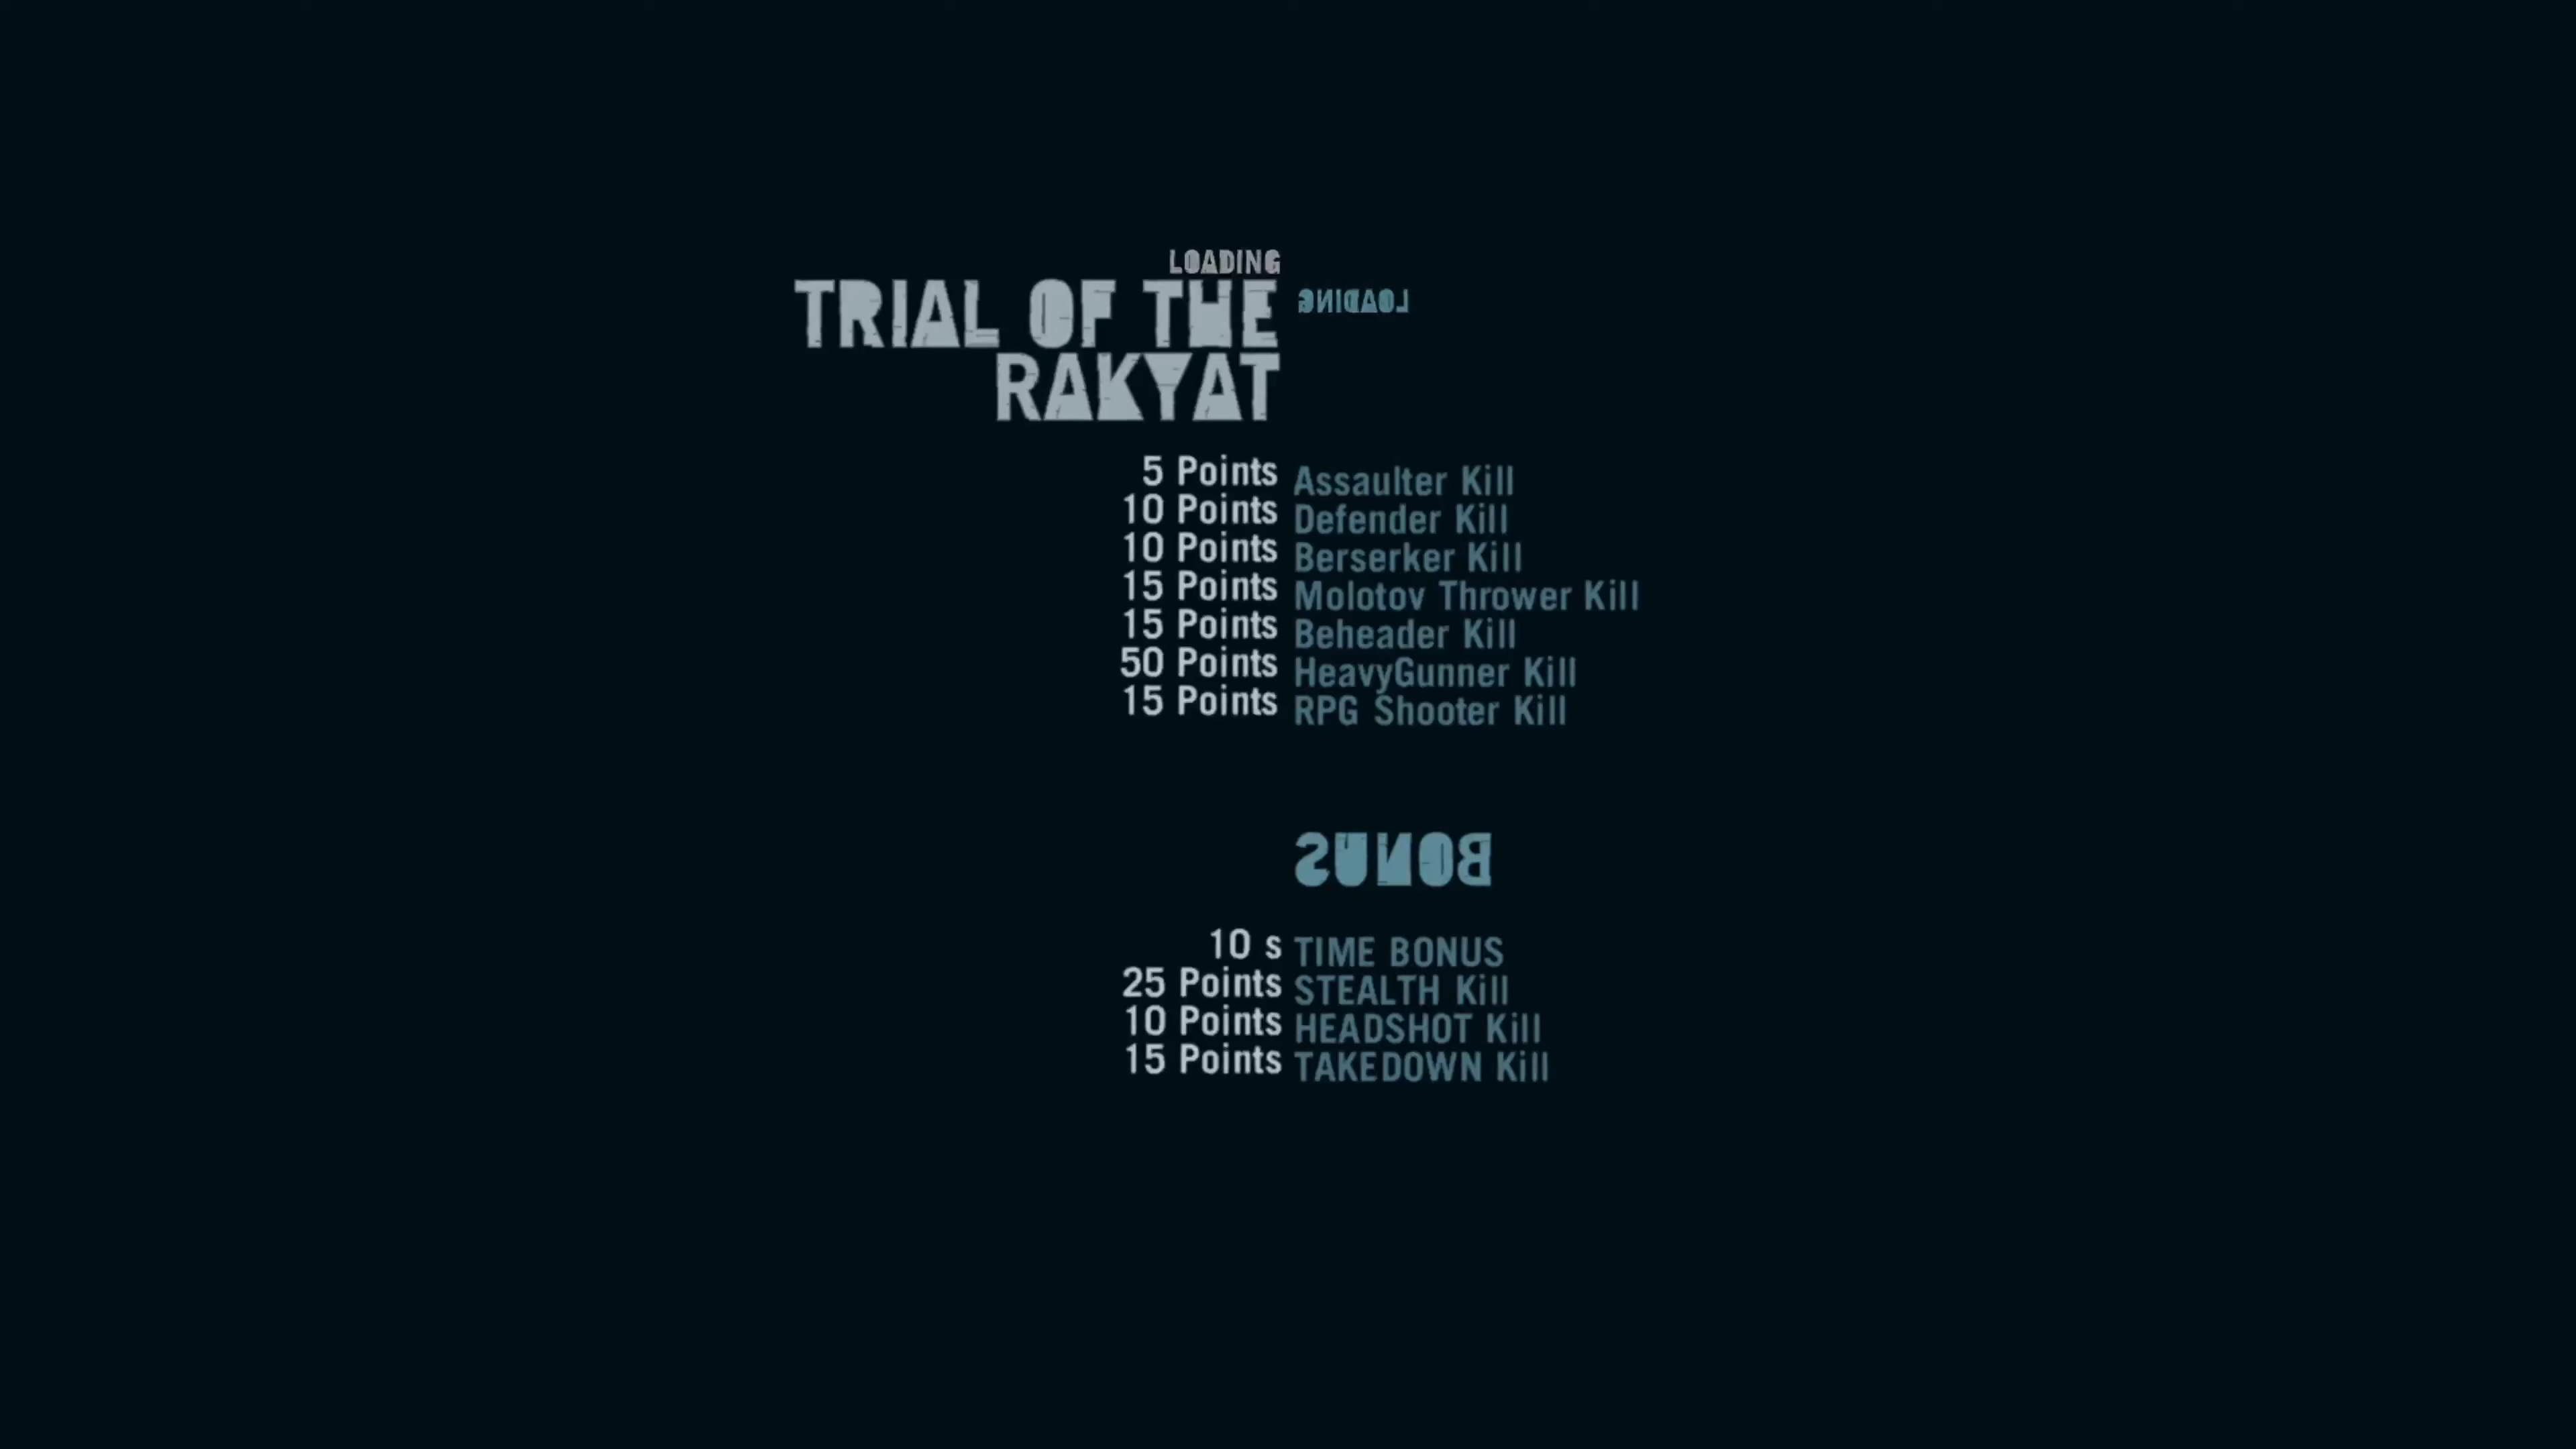 LOADING
TRIAL OF THE
LOADING
RAKYAT
5 Points Assaulter Kill
10 Points Defender Kill
10 Points Berserker Kill
15 Points Molotov Thrower Kill
15 Points Beheader Kill
50 Points HeavyGunner Kill
15 Points RPG Shooter Kill
BONUS
10 s TIME BONUS
25 Points STEALTH Kill
10 Points HEADSHOT Kill
15 Points TAKEDOWN Kill